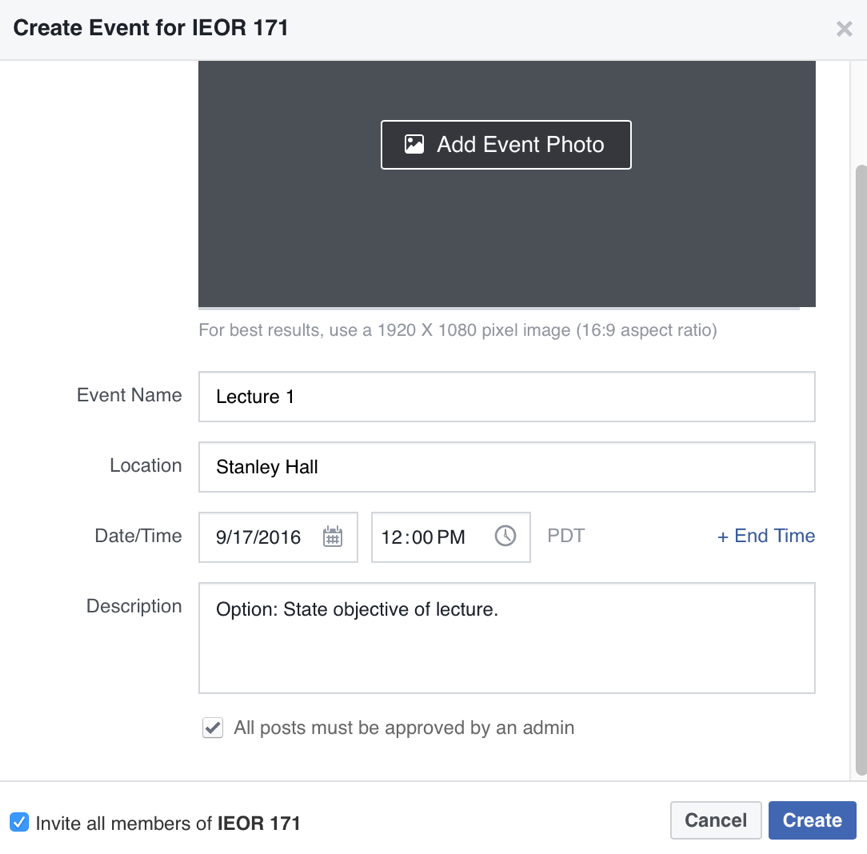 Create Event for IEOR 171
Add Event Photo
For best results, use a 1920 X 1080 pixel image (16:9 aspect ratio)
Event Name
Lecture 1
Location
Stanley Hall
Date/Time
9/17/2016
12:00 PM
PDT
+ End Time
Description
Option: State objective of lecture.
All posts must be approved by an admin
Invite all members of IEOR 171
Cancel
Create